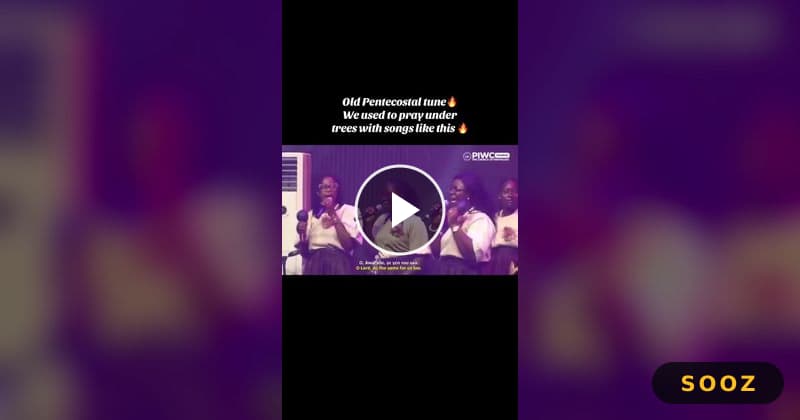 Old Pentecostal tune🔥
We used to pray under
trees with songs like this 🔥
PIWC
O Lord, do the same for us too.
SOOZ